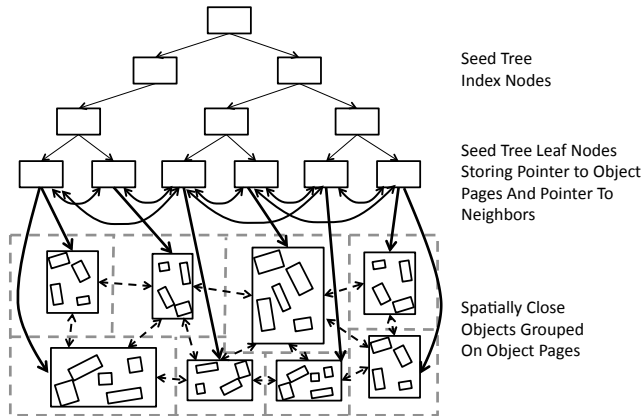 Seed Tree
Index Nodes
Seed Tree Leaf Nodes
Storing Pointer to Object
Pages And Pointer To
Neighbors
Spatially Close
Objects Grouped
On Object Pages